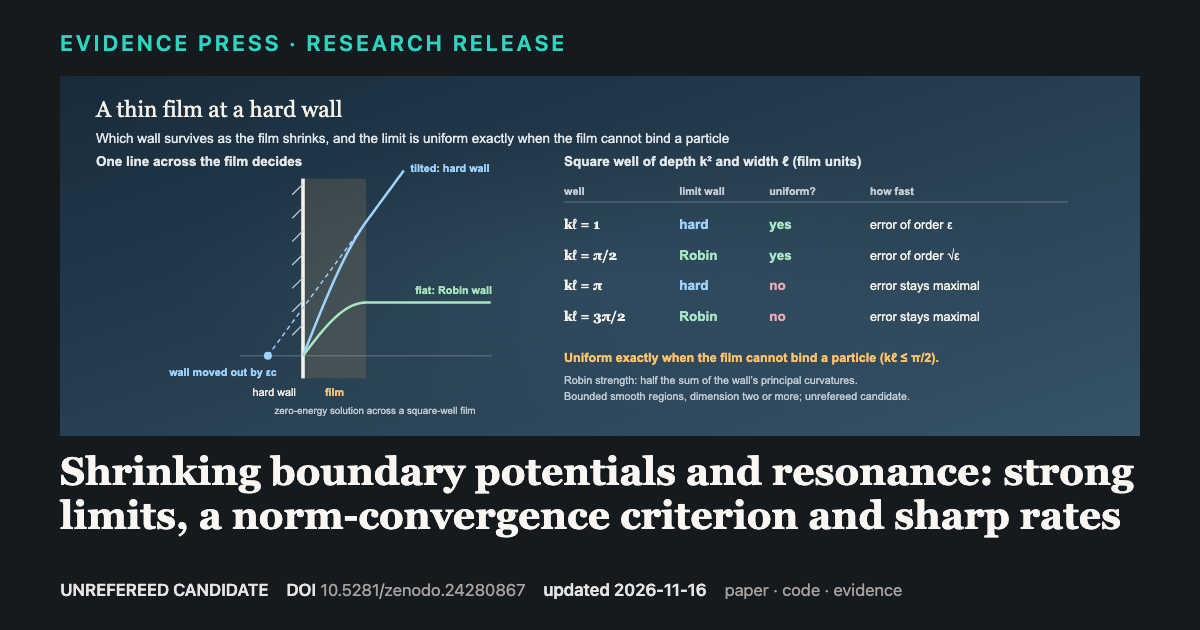 EVIDENCE PRESS · RESEARCH RELEASE
A thin film at a hard wall
Which wall survives as the film shrinks, and the limit is uniform exactly when the film cannot bind a particle
One line across the film decides
tilted: hard wall
flat: Robin wall
wall moved out by εc
hard wall
film
zero-energy solution across a square-well film
Square well of depth k² and width ℓ (film units)
well limit wall uniform? how fast
kℓ = 1 hard yes error of order ε
kℓ = π/2 Robin yes error of order √ε
kℓ = π hard no error stays maximal
kℓ = 3π/2 Robin no error stays maximal
Uniform exactly when the film cannot bind a particle (kℓ ≤ π/2).
Robin strength: half the sum of the wall's principal curvatures.
Bounded smooth regions, dimension two or more; unrefereed candidate.
Shrinking boundary potentials and resonance: strong
limits, a norm-convergence criterion and sharp rates
UNREFEREED CANDIDATE DOI 10.5281/zenodo.24280867 updated 2026-11-16 paper · code · evidence